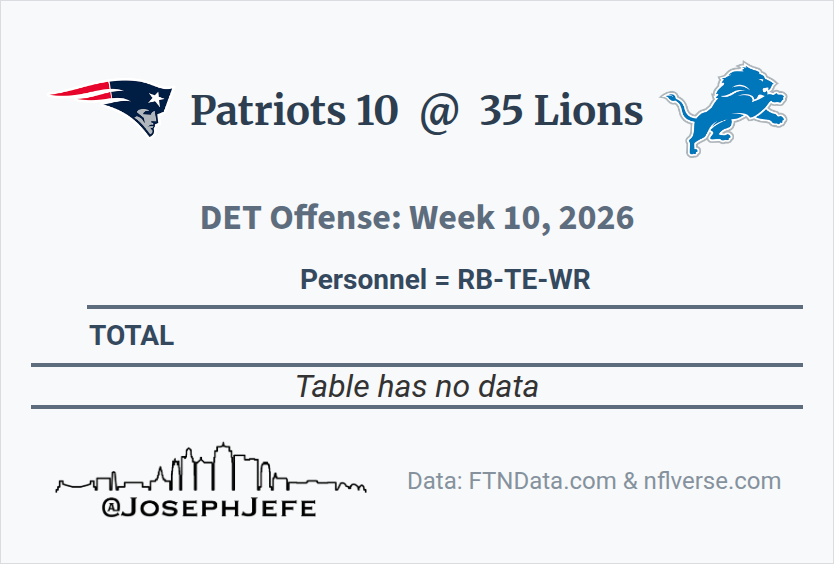 Patriots 10 @ 35 Lions
DET Offense: Week 10, 2026
Personnel = RB-TE-WR
TOTAL
Table has no data
@JOSEPHJEFE
Data: FTNData.com & nflverse.com